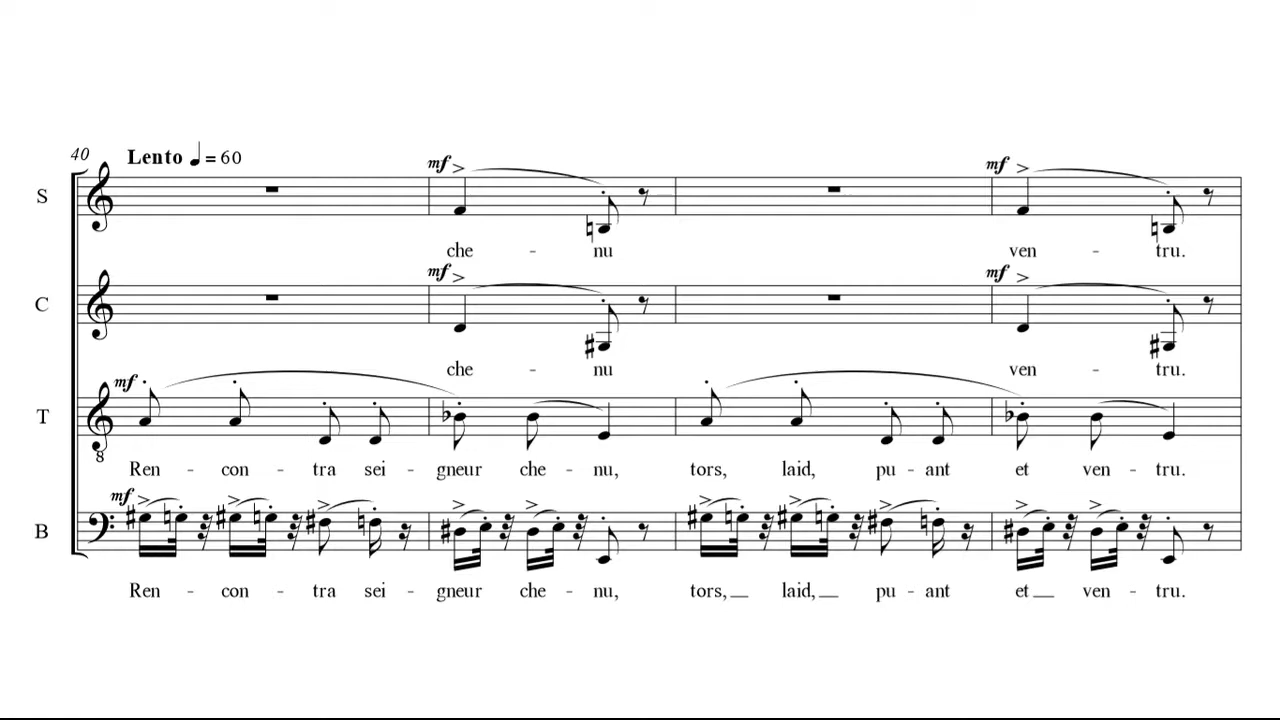 40 Lento ♩ = 60
mf mf
S
che - nu ven - tru.
mf mf
C
che - nu ven - tru.
mf
T
8
Ren - con - tra sei - gneur che - nu, tors, laid, pu - ant et ven - tru.
mf
B
Ren - con - tra sei - gneur che - nu, tors, laid, pu - ant et ven - tru.